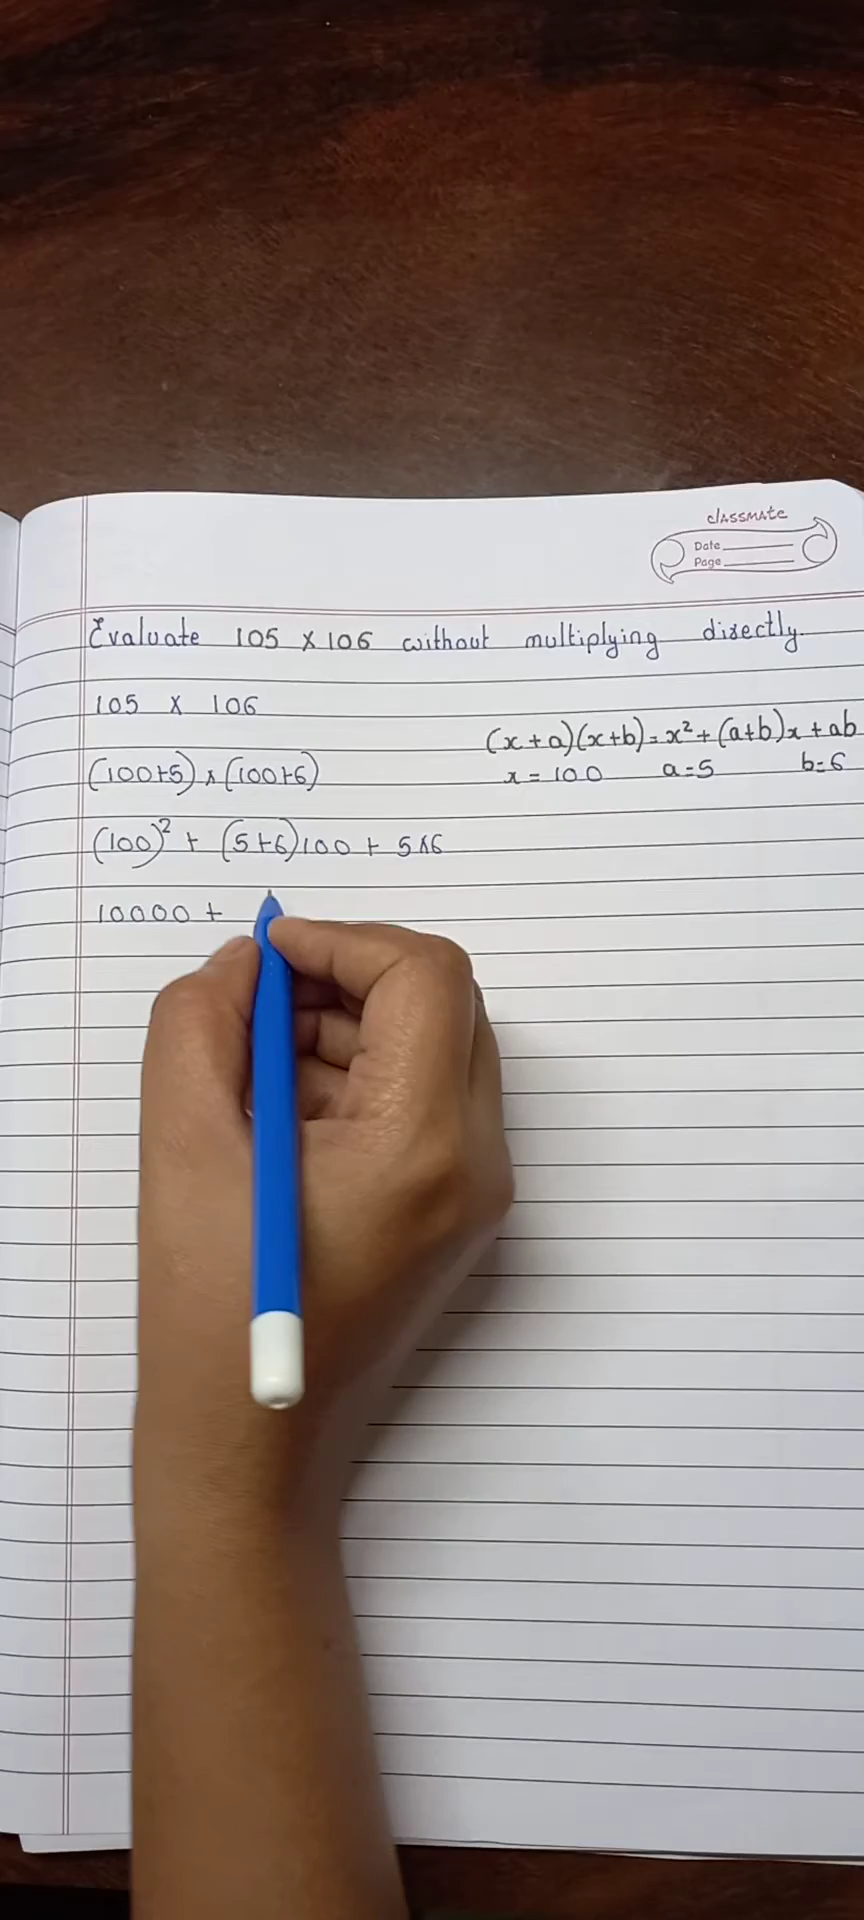 classmate
Date
Page
Evaluate 105 x 106 without multiplying directly.
105 x 106
(x+a)(x+b)=x²+(a+b)x+ab
(100+5)x(100+6)
x=100 a=5 b=6
(100)² + (5+6)100 + 5x6
10000 +